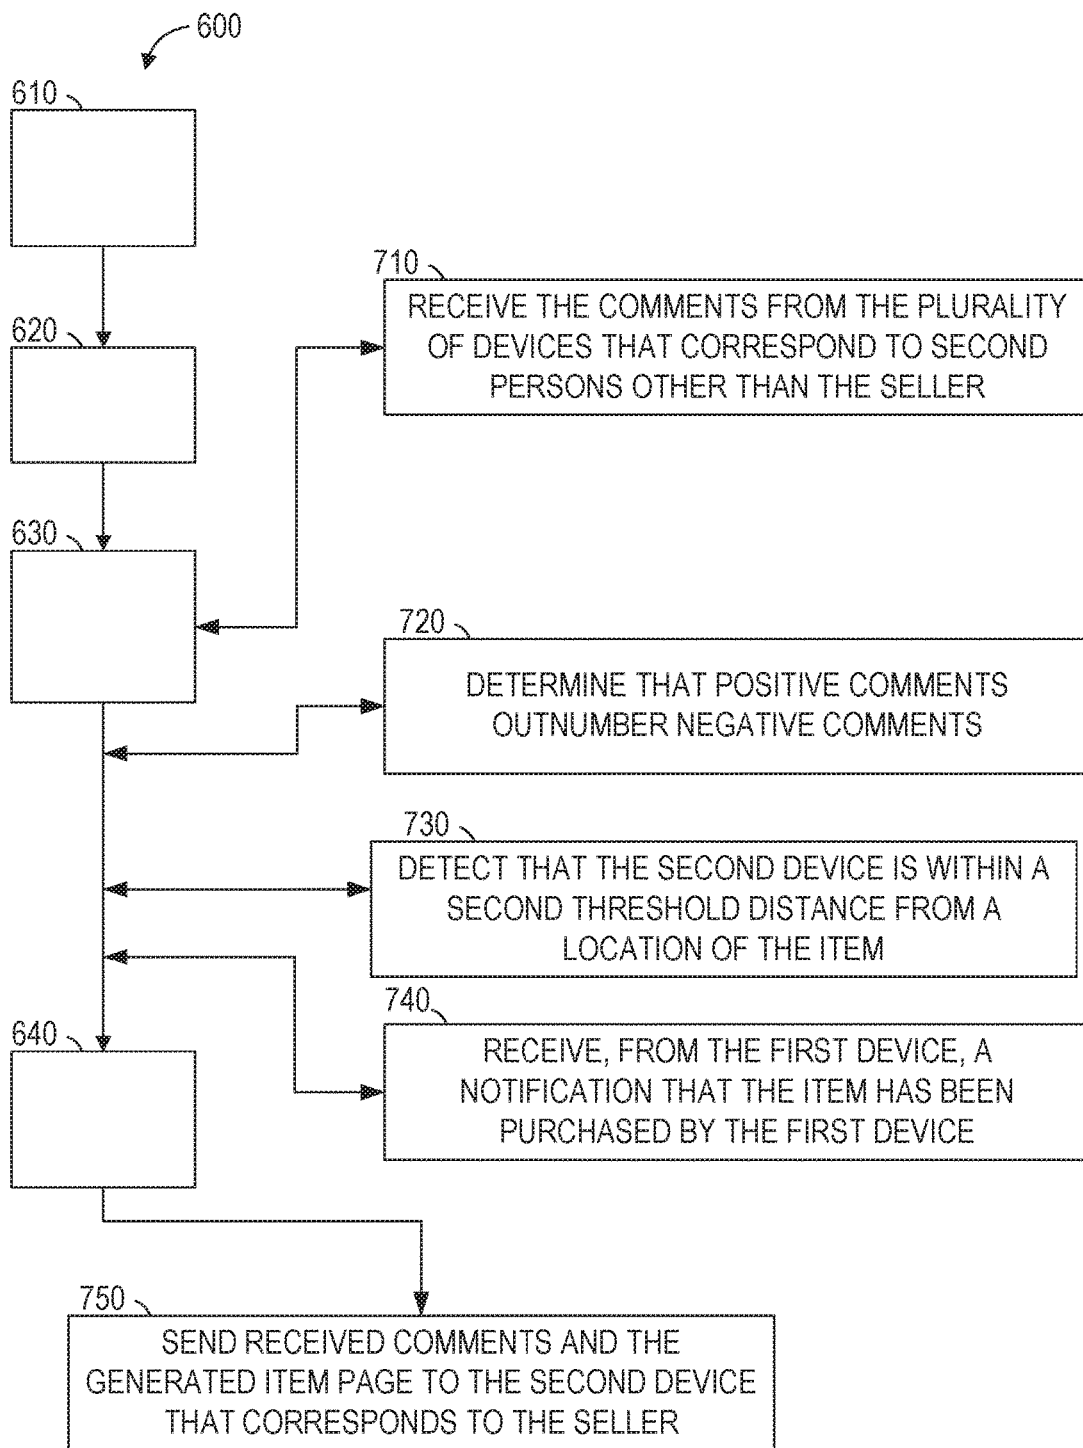 600
610
710
RECEIVE THE COMMENTS FROM THE PLURALITY
OF DEVICES THAT CORRESPOND TO SECOND
PERSONS OTHER THAN THE SELLER
620
630
720
DETERMINE THAT POSITIVE COMMENTS
OUTNUMBER NEGATIVE COMMENTS
730
DETECT THAT THE SECOND DEVICE IS WITHIN A
SECOND THRESHOLD DISTANCE FROM A
LOCATION OF THE ITEM
740
RECEIVE, FROM THE FIRST DEVICE, A
NOTIFICATION THAT THE ITEM HAS BEEN
PURCHASED BY THE FIRST DEVICE
640
750
SEND RECEIVED COMMENTS AND THE
GENERATED ITEM PAGE TO THE SECOND DEVICE
THAT CORRESPONDS TO THE SELLER